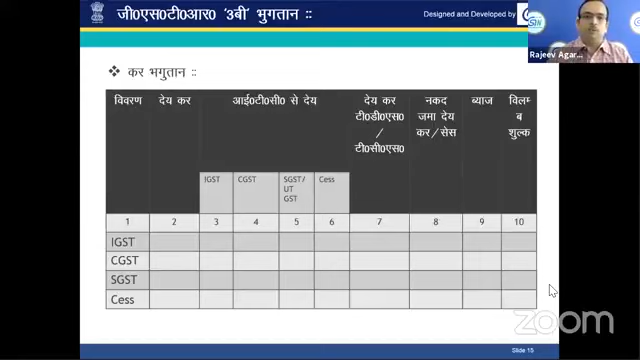 जी0एस0टी0आर0 ‘3बी’ भुगतान ::
Designed and Developed by
Rajeev Agar...
❖ कर भगुतान ::
विवरण देय कर आई0टी0सी0 से देय देय कर टी0डी0एस0 / टी0सी0एस0 नकद जमा देय कर/सेस ब्याज विलम्ब शुल्क
IGST CGST SGST/ UT GST Cess
1 2 3 4 5 6 7 8 9 10
IGST
CGST
SGST
Cess
zoom
Slide 15